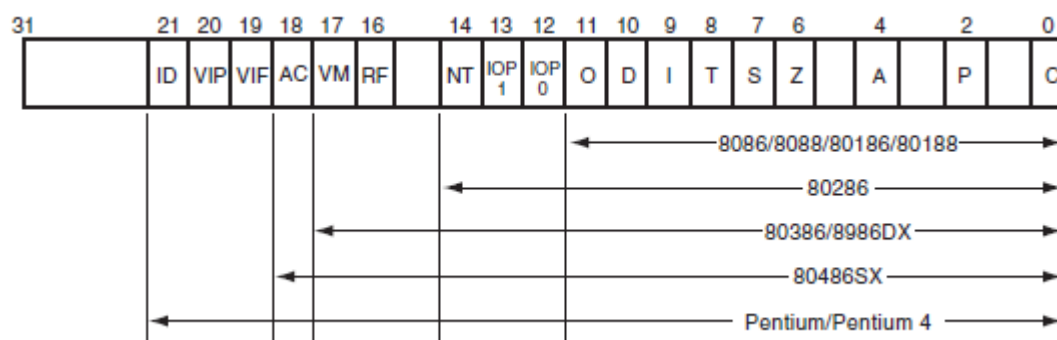 31 21 20 19 18 17 16 14 13 12 11 10 9 8 7 6 4 2 0
ID VIP VIF AC VM RF NT IOP 1 IOP 0 O D I T S Z A P C
8086/8088/80186/80188
80286
80386/8986DX
80486SX
Pentium/Pentium 4